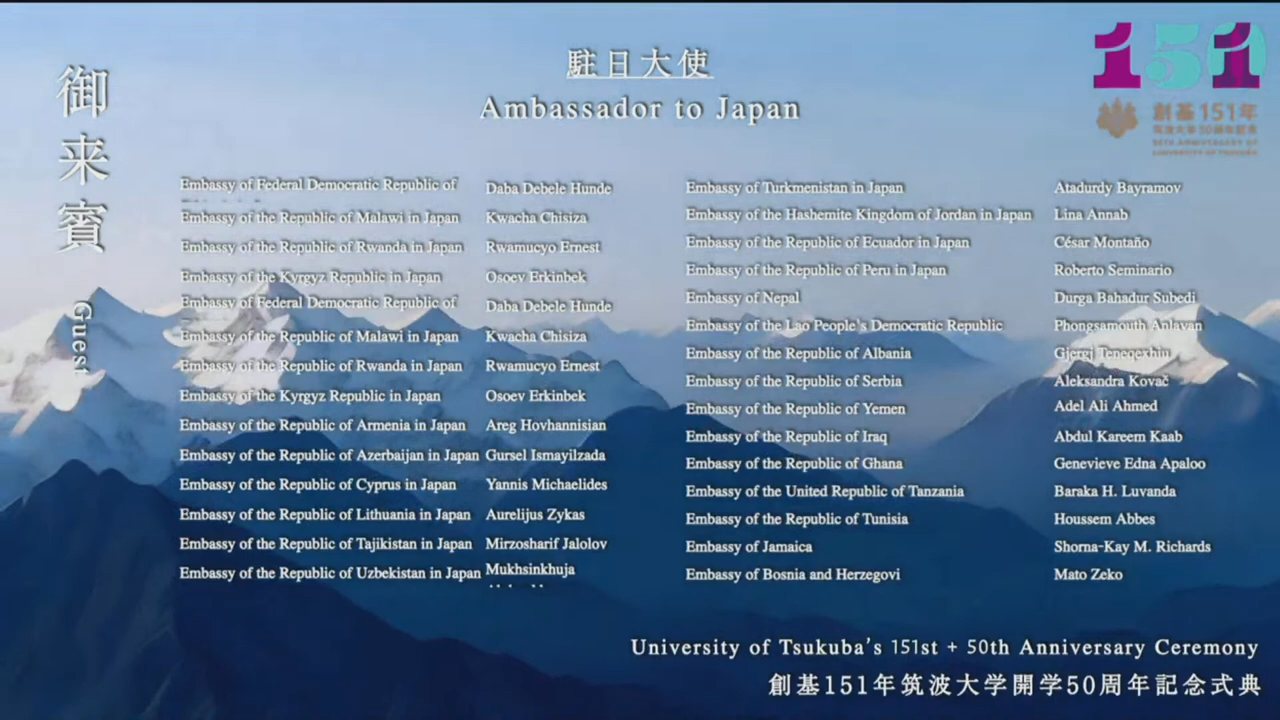 御来賓
Guest
駐日大使
Ambassador to Japan
151
創基151年
筑波大学50周年記念
50TH ANNIVERSARY OF
UNIVERSITY OF TSUKUBA
Embassy of Federal Democratic Republic of
Daba Debele Hunde
Embassy of the Republic of Malawi in Japan
Kwacha Chisiza
Embassy of the Republic of Rwanda in Japan
Rwamucyo Ernest
Embassy of the Kyrgyz Republic in Japan
Osoev Erkinbek
Embassy of Federal Democratic Republic of
Daba Debele Hunde
Embassy of the Republic of Malawi in Japan
Kwacha Chisiza
Embassy of the Republic of Rwanda in Japan
Rwamucyo Ernest
Embassy of the Kyrgyz Republic in Japan
Osoev Erkinbek
Embassy of the Republic of Armenia in Japan
Areg Hovhannisian
Embassy of the Republic of Azerbaijan in Japan
Gursel Ismayilzada
Embassy of the Republic of Cyprus in Japan
Yannis Michaelides
Embassy of the Republic of Lithuania in Japan
Aurelijus Zykas
Embassy of the Republic of Tajikistan in Japan
Mirzosharif Jalolov
Embassy of the Republic of Uzbekistan in Japan
Mukhsinkhuja
Embassy of Turkmenistan in Japan
Atadurdy Bayramov
Embassy of the Hashemite Kingdom of Jordan in Japan
Lina Annab
Embassy of the Republic of Ecuador in Japan
César Montaño
Embassy of the Republic of Peru in Japan
Roberto Seminario
Embassy of Nepal
Durga Bahadur Subedi
Embassy of the Lao People's Democratic Republic
Phongsamouth Anlavan
Embassy of the Republic of Albania
Gjergj Teneqexhiu
Embassy of the Republic of Serbia
Aleksandra Kovač
Embassy of the Republic of Yemen
Adel Ali Ahmed
Embassy of the Republic of Iraq
Abdul Kareem Kaab
Embassy of the Republic of Ghana
Genevieve Edna Apaloo
Embassy of the United Republic of Tanzania
Baraka H. Luvanda
Embassy of the Republic of Tunisia
Houssem Abbes
Embassy of Jamaica
Shorna-Kay M. Richards
Embassy of Bosnia and Herzegovi
Mato Zeko
University of Tsukuba's 151st + 50th Anniversary Ceremony
創基151年筑波大学開学50周年記念式典